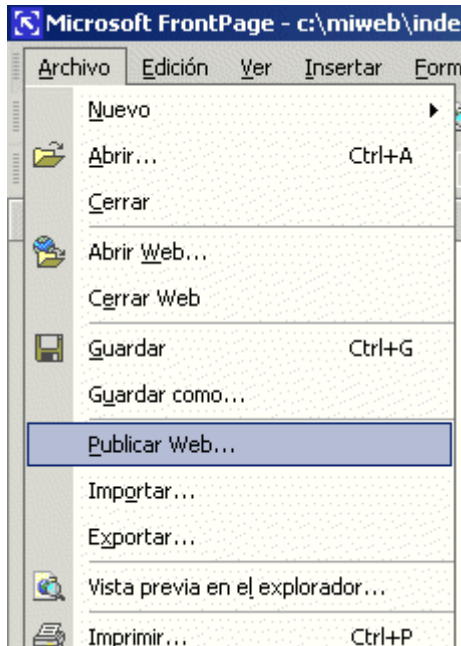 Microsoft FrontPage - c:\miweb\inde
Archivo Edición Ver Insertar Form
Nuevo
Abrir... Ctrl+A
Cerrar
Abrir Web...
Cerrar Web
Guardar Ctrl+G
Guardar como...
Publicar Web...
Importar...
Exportar...
Vista previa en el explorador...
Imprimir... Ctrl+P